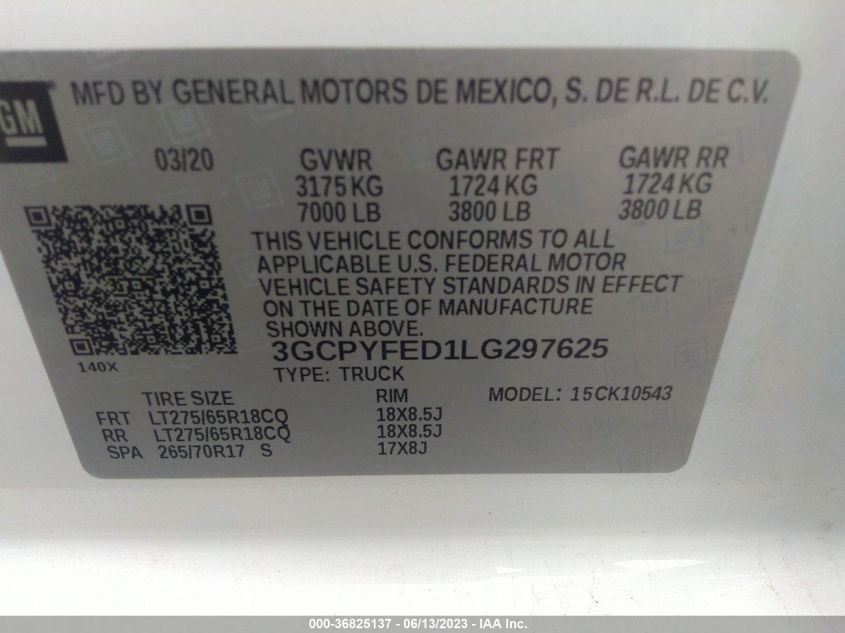 GM
MFD BY GENERAL MOTORS DE MEXICO, S. DE R.L. DE C.V.
03/20 GVWR GAWR FRT GAWR RR
3175 KG 1724 KG 1724 KG
7000 LB 3800 LB 3800 LB
THIS VEHICLE CONFORMS TO ALL
APPLICABLE U.S. FEDERAL MOTOR
VEHICLE SAFETY STANDARDS IN EFFECT
ON THE DATE OF MANUFACTURE
SHOWN ABOVE.
3GCPYFED1LG297625
140X
TYPE: TRUCK
TIRE SIZE RIM MODEL: 15CK10543
FRT LT275/65R18CQ 18X8.5J
RR LT275/65R18CQ 18X8.5J
SPA 265/70R17 S 17X8J
000-36825137 - 06/13/2023 - IAA Inc.